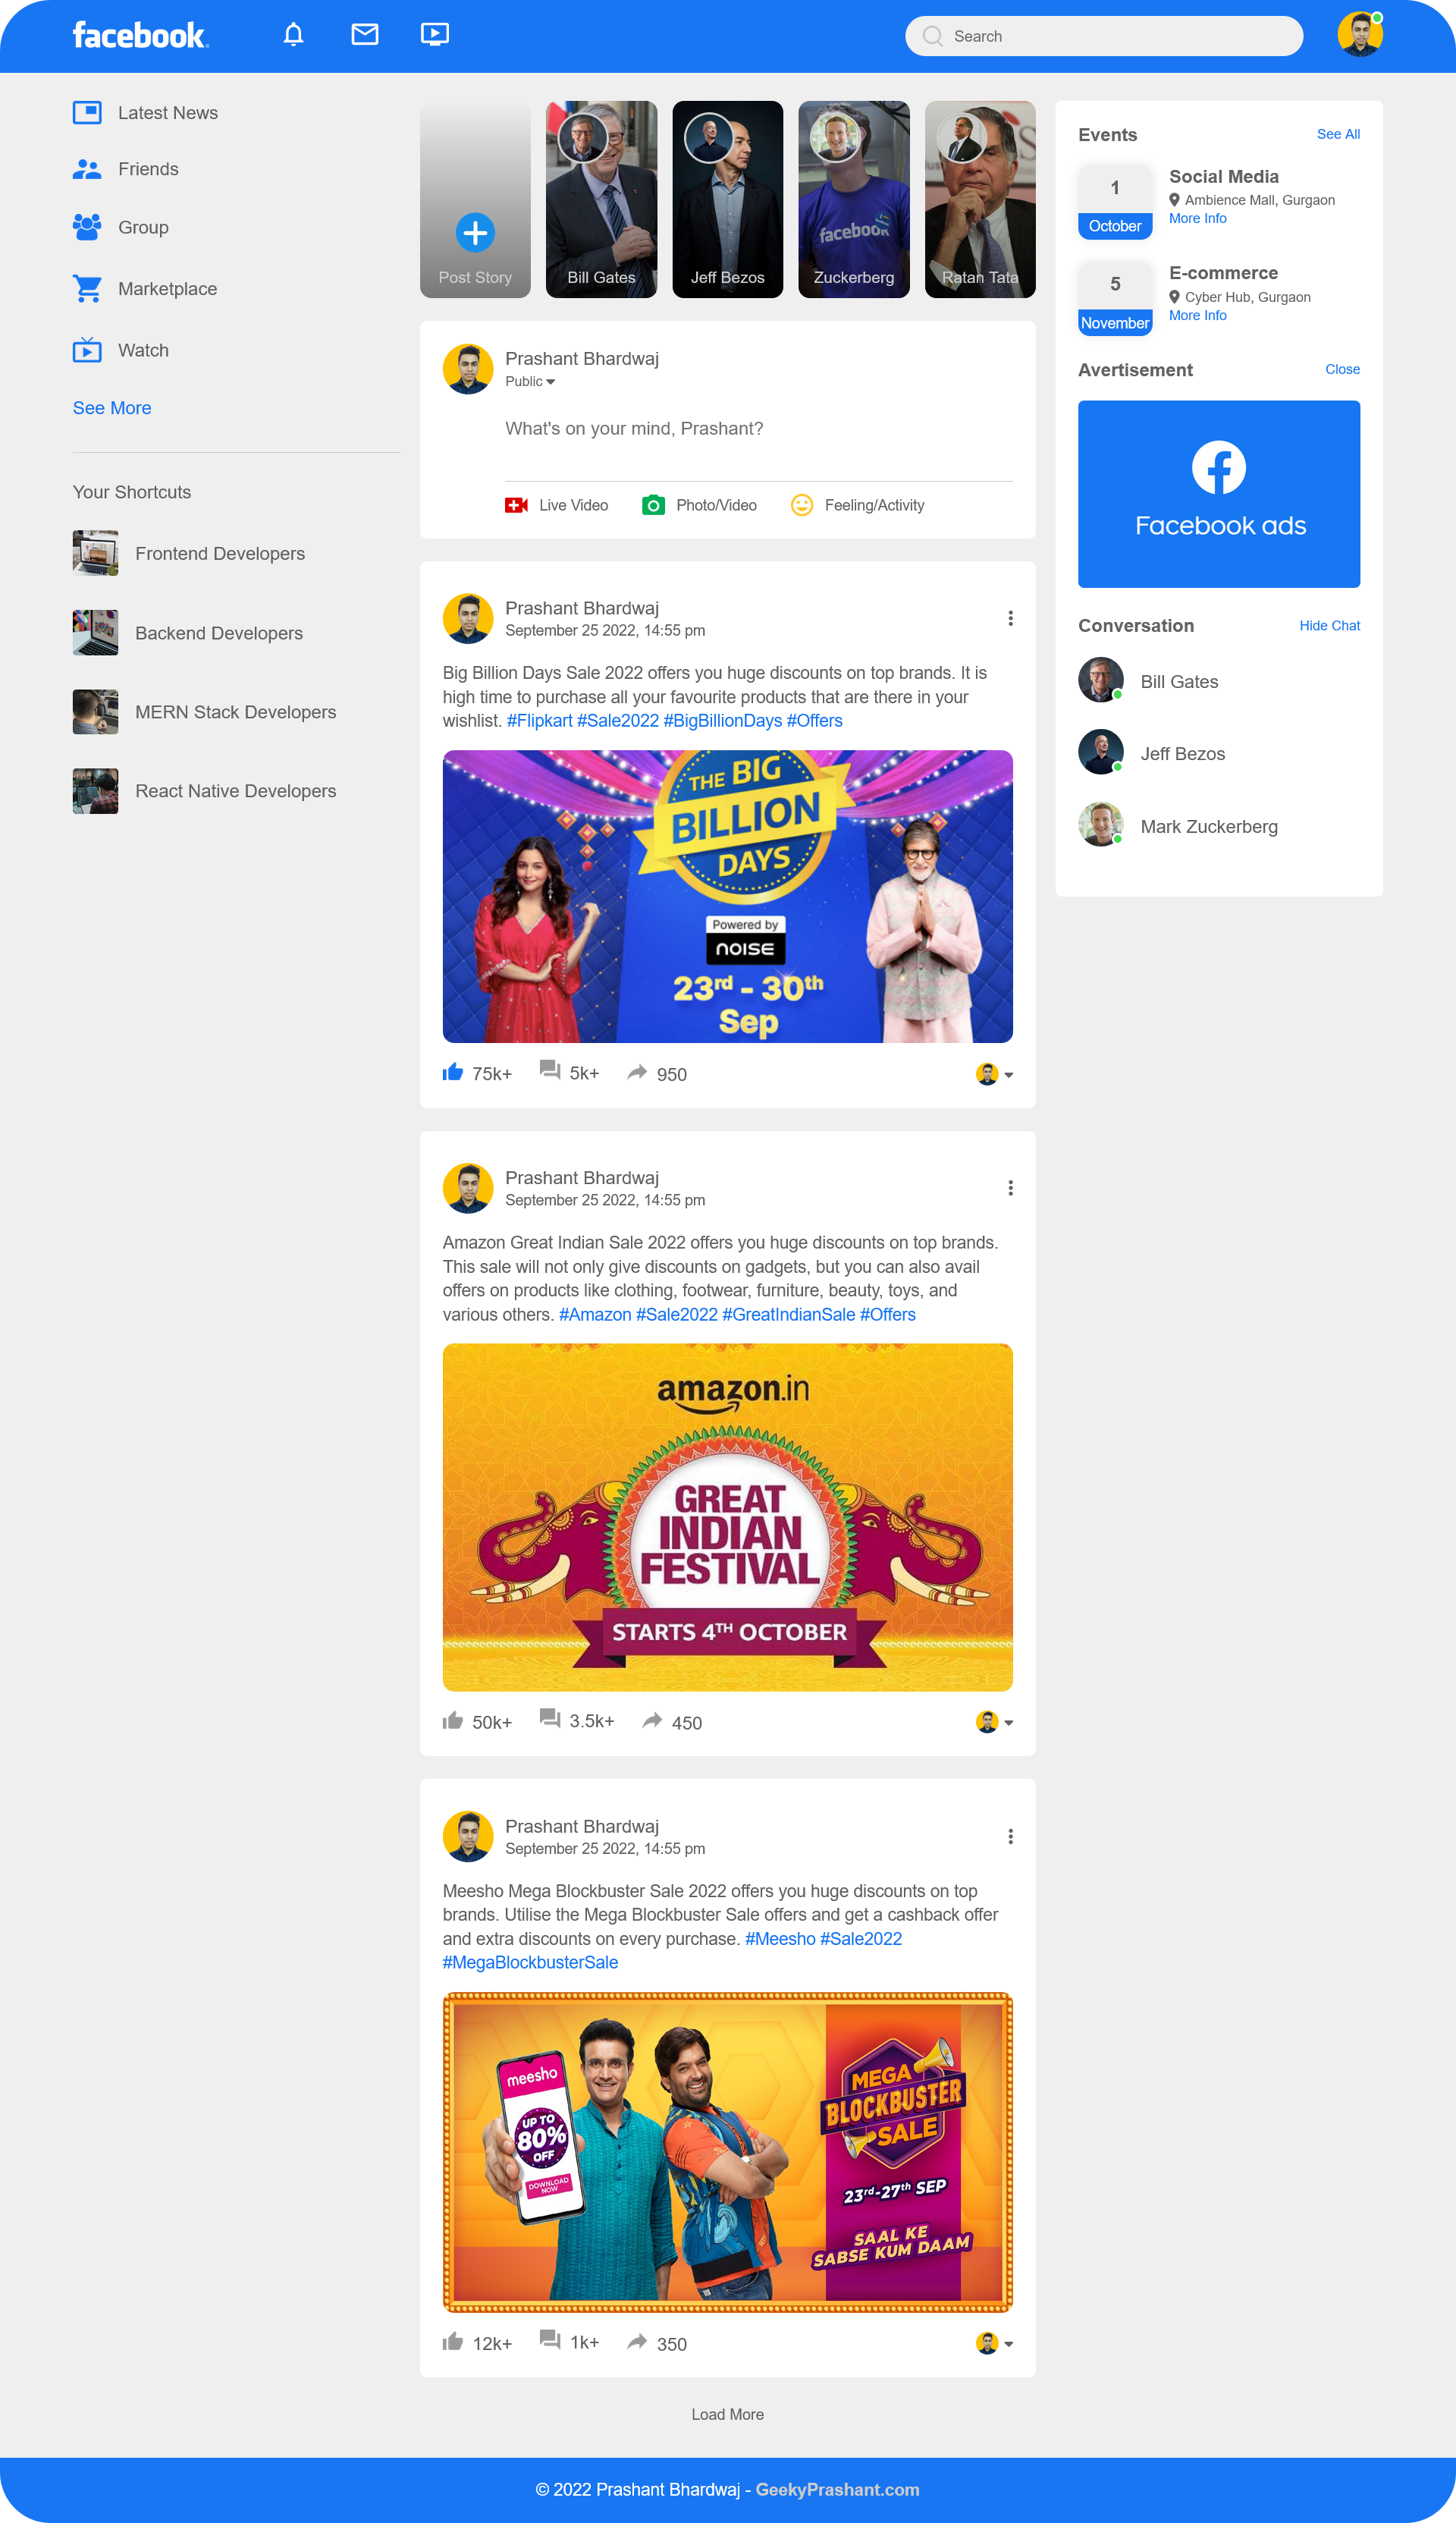 facebook
Search
Latest News
Friends
Group
Marketplace
Watch
See More
Your Shortcuts
Frontend Developers
Backend Developers
MERN Stack Developers
React Native Developers
Post Story
Bill Gates
Jeff Bezos
facebook
Zuckerberg
Ratan Tata
Prashant Bhardwaj
Public
What's on your mind, Prashant?
Live Video
Photo/Video
Feeling/Activity
Prashant Bhardwaj
September 25 2022, 14:55 pm
Big Billion Days Sale 2022 offers you huge discounts on top brands. It is
high time to purchase all your favourite products that are there in your
wishlist. #Flipkart #Sale2022 #BigBillionDays #Offers
THE BIG
BILLION
DAYS
Powered by
NOISE
23rd - 30th
Sep
75k+
5k+
950
Prashant Bhardwaj
September 25 2022, 14:55 pm
Amazon Great Indian Sale 2022 offers you huge discounts on top brands.
This sale will not only give discounts on gadgets, but you can also avail
offers on products like clothing, footwear, furniture, beauty, toys, and
various others. #Amazon #Sale2022 #GreatIndianSale #Offers
amazon.in
GREAT
INDIAN
FESTIVAL
STARTS 4TH OCTOBER
50k+
3.5k+
450
Prashant Bhardwaj
September 25 2022, 14:55 pm
Meesho Mega Blockbuster Sale 2022 offers you huge discounts on top
brands. Utilise the Mega Blockbuster Sale offers and get a cashback offer
and extra discounts on every purchase. #Meesho #Sale2022
#MegaBlockbusterSale
meesho
UP TO
80%
OFF
DOWNLOAD
NOW
MEGA
BLOCKBUSTER
SALE
23rd-27th SEP
SAAL KE
SABSE KUM DAAM
12k+
1k+
350
Load More
Events
See All
1
October
Social Media
Ambience Mall, Gurgaon
More Info
5
November
E-commerce
Cyber Hub, Gurgaon
More Info
Avertisement
Close
Facebook ads
Conversation
Hide Chat
Bill Gates
Jeff Bezos
Mark Zuckerberg
© 2022 Prashant Bhardwaj - GeekyPrashant.com